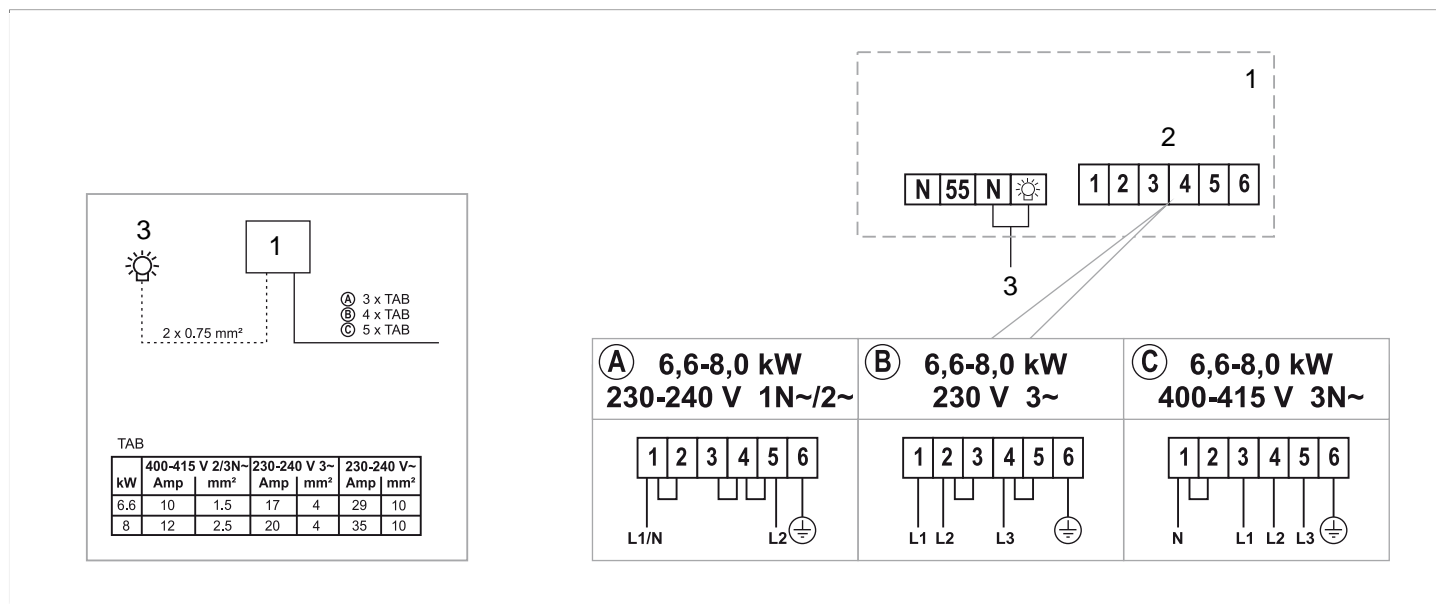 3
1
Ⓐ 3 x TAB
Ⓑ 4 x TAB
Ⓒ 5 x TAB
2 x 0.75 mm²
TAB
kW 400-415 V 2/3N~ 230-240 V 3~ 230-240 V~
Amp mm² Amp mm² Amp mm²
6.6 10 1.5 17 4 29 10
8 12 2.5 20 4 35 10
1
2
N 55 N
1 2 3 4 5 6
3
Ⓐ 6,6-8,0 kW
230-240 V 1N~/2~
1 2 3 4 5 6
L1/N L2
Ⓑ 6,6-8,0 kW
230 V 3~
1 2 3 4 5 6
L1 L2 L3
Ⓒ 6,6-8,0 kW
400-415 V 3N~
1 2 3 4 5 6
N L1 L2 L3